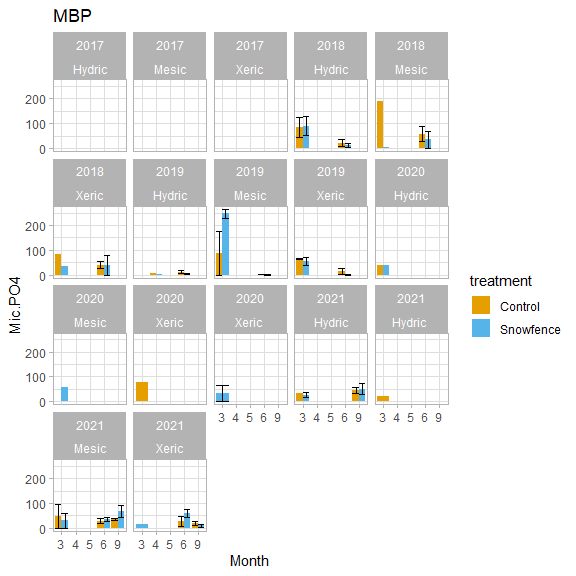 MBP
2017 2017 2017 2018 2018
Hydric Mesic Xeric Hydric Mesic
200
100
0
2018 2019 2019 2019 2020
Xeric Hydric Mesic Xeric Hydric
200
100
0
2020 2020 2020 2021 2021
Mesic Xeric Xeric Hydric Hydric
200
100
0
3 4 5 6 9 3 4 5 6 9 3 4 5 6 9
2021 2021
Mesic Xeric
200
100
0
3 4 5 6 9 3 4 5 6 9
Month
Mic.PO4
treatment
Control
Snowfence